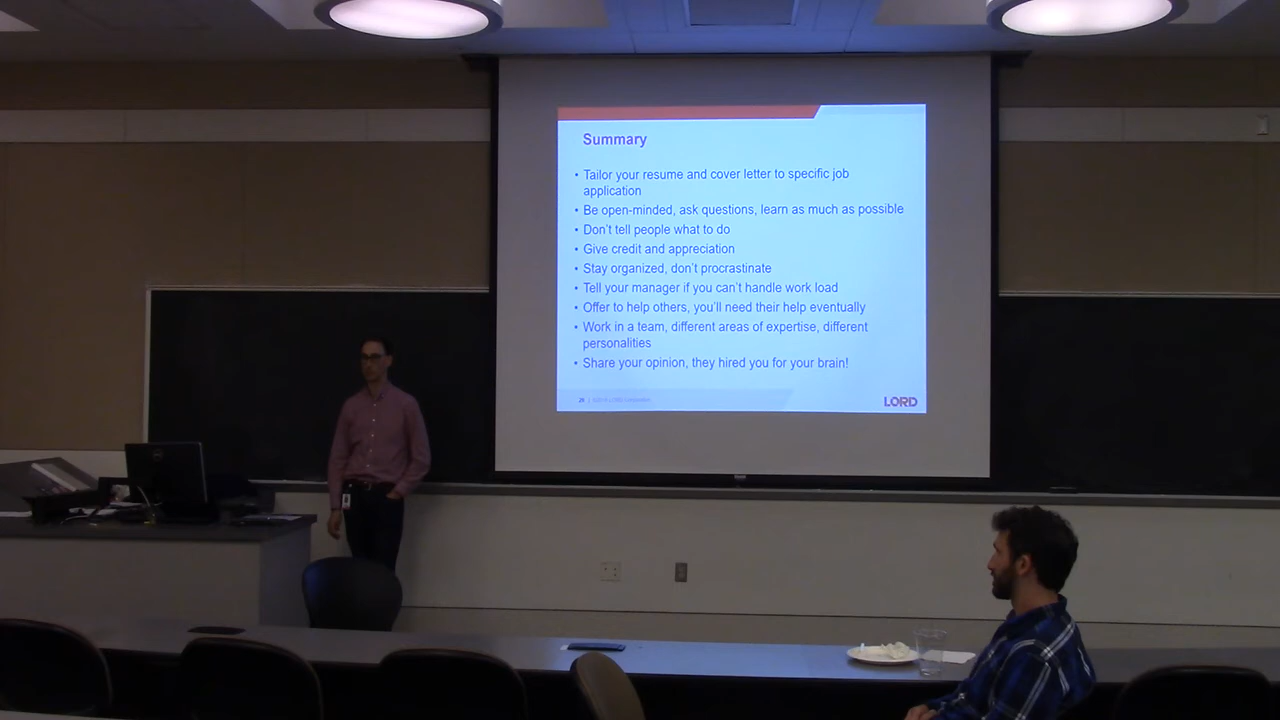 Summary
• Tailor your resume and cover letter to specific job
application
• Be open-minded, ask questions, learn as much as possible
• Don't tell people what to do
• Give credit and appreciation
• Stay organized, don't procrastinate
• Tell your manager if you can't handle work load
• Offer to help others, you'll need their help eventually
• Work in a team, different areas of expertise, different
personalities
• Share your opinion, they hired you for your brain!
LORD